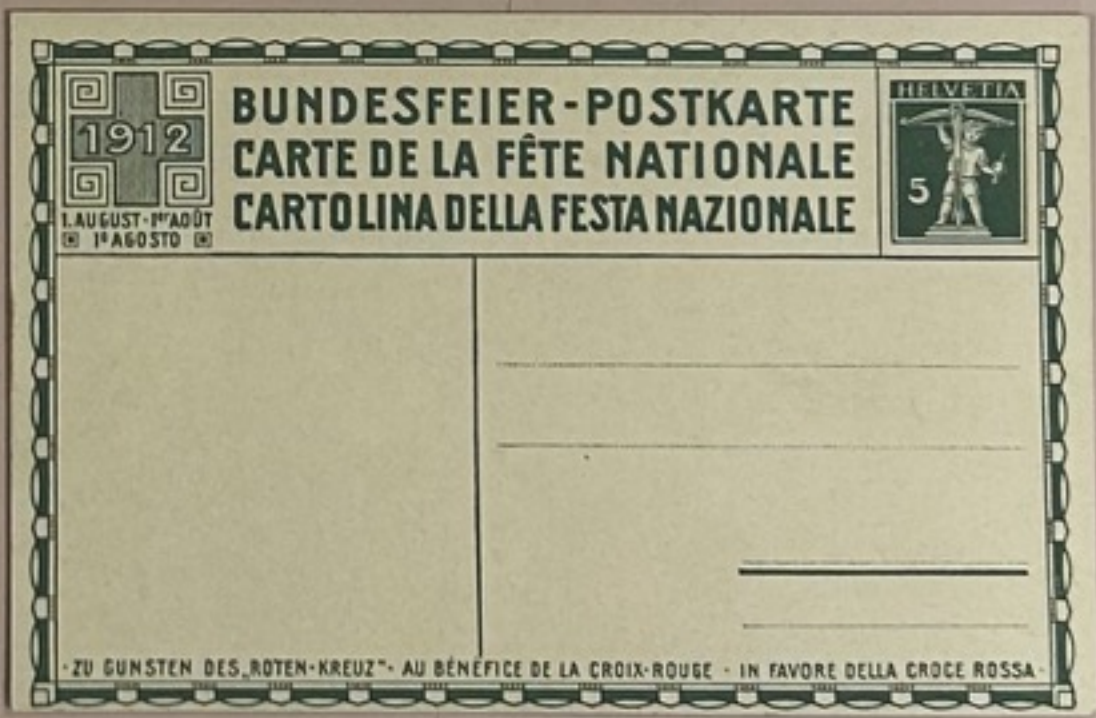 1912
1. AUGUST · 1ER AOÛT
1º AGOSTO
BUNDESFEIER-POSTKARTE
CARTE DE LA FÊTE NATIONALE
CARTOLINA DELLA FESTA NAZIONALE
HELVETIA
5
· ZU GUNSTEN DES „ROTEN-KREUZ" · AU BÉNÉFICE DE LA CROIX-ROUGE · IN FAVORE DELLA CROCE ROSSA ·